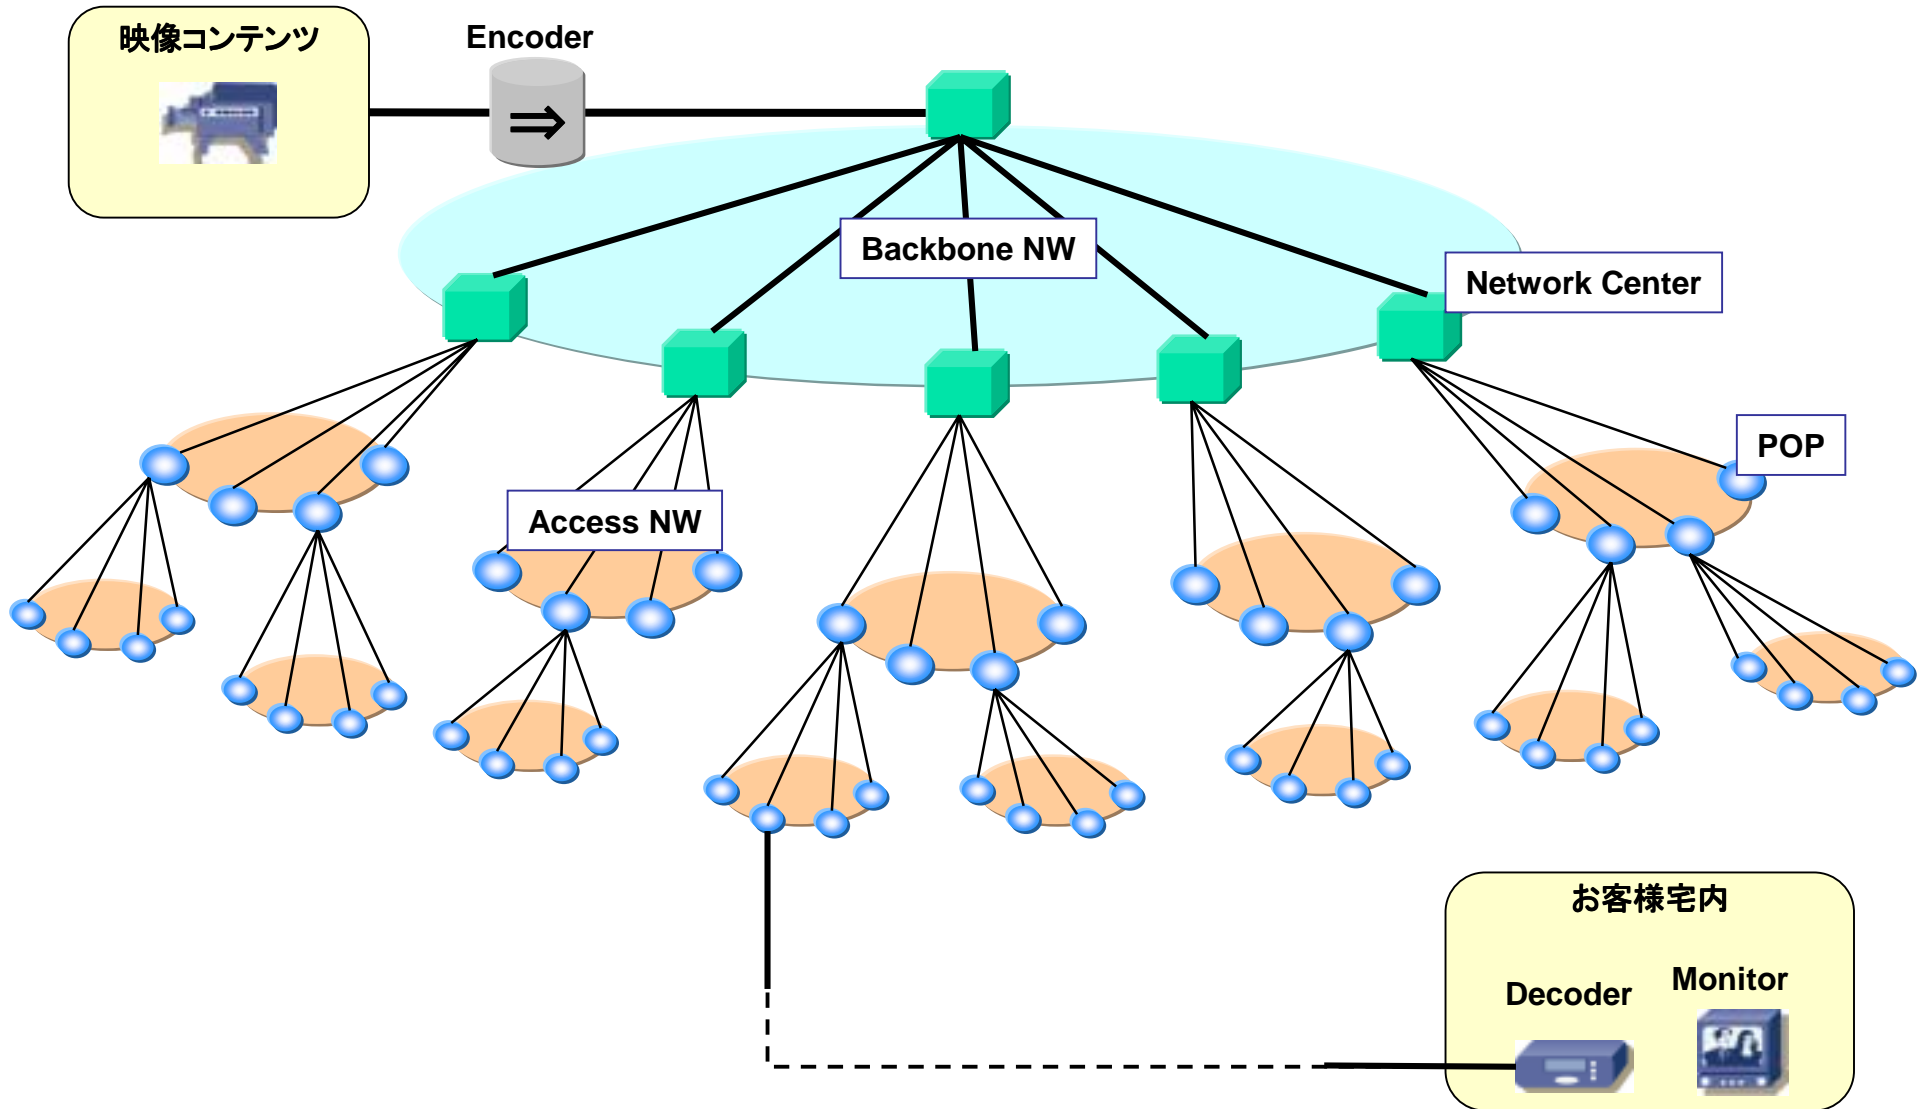 映像コンテンツ
Encoder
Backbone NW
Network Center
POP
Access NW
お客様宅内
Decoder
Monitor